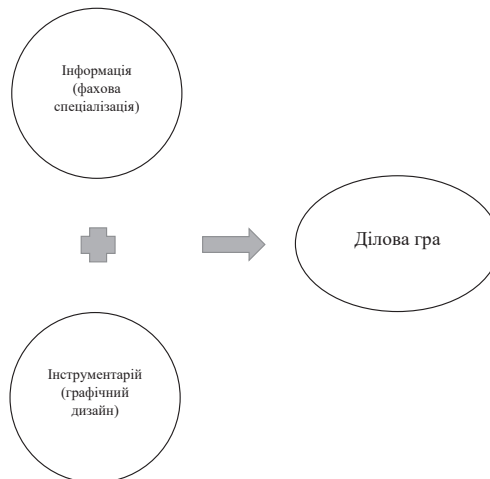 Інформація
(фахова
спеціалізація)
Ділова гра
Інструментарій
(графічний
дизайн)